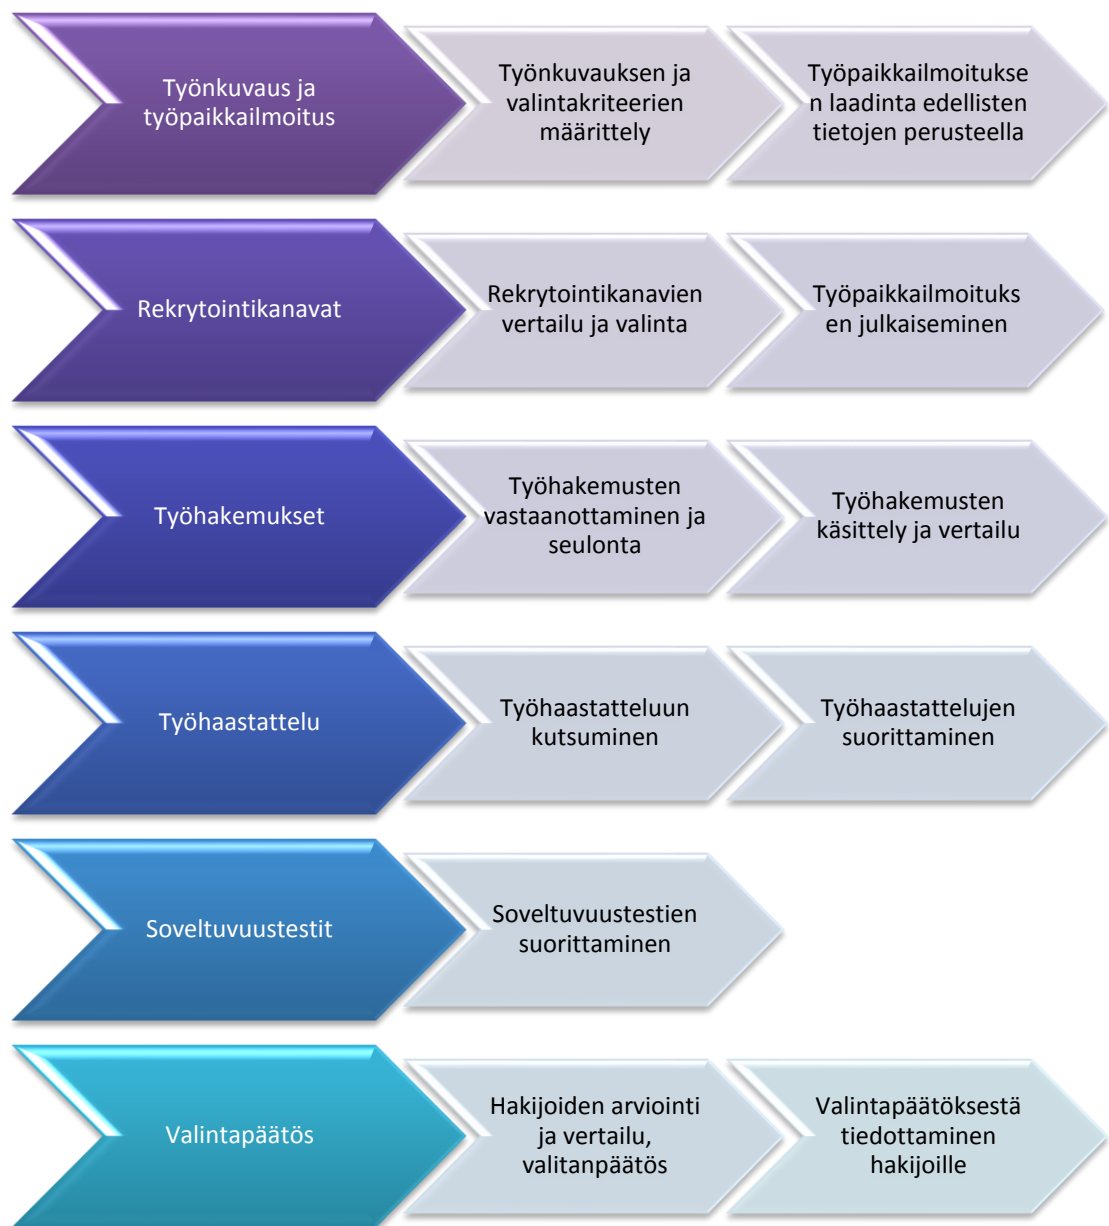 Työnkuvaus ja
työpaikkailmoitus
Työnkuvauksen ja
valintakriteerien
määrittely
Työpaikkailmoitukse
n laadinta edellisten
tietojen perusteella
Rekrytointikanavat
Rekrytointikanavien
vertailu ja valinta
Työpaikkailmoituks
en julkaiseminen
Työhakemukset
Työhakemusten
vastaanottaminen ja
seulonta
Työhakemusten
käsittely ja vertailu
Työhaastattelu
Työhaastatteluun
kutsuminen
Työhaastattelujen
suorittaminen
Soveltuvuustestit
Soveltuvuustestien
suorittaminen
Valintapäätös
Hakijoiden arviointi
ja vertailu,
valitanpäätös
Valintapäätöksestä
tiedottaminen
hakijoille